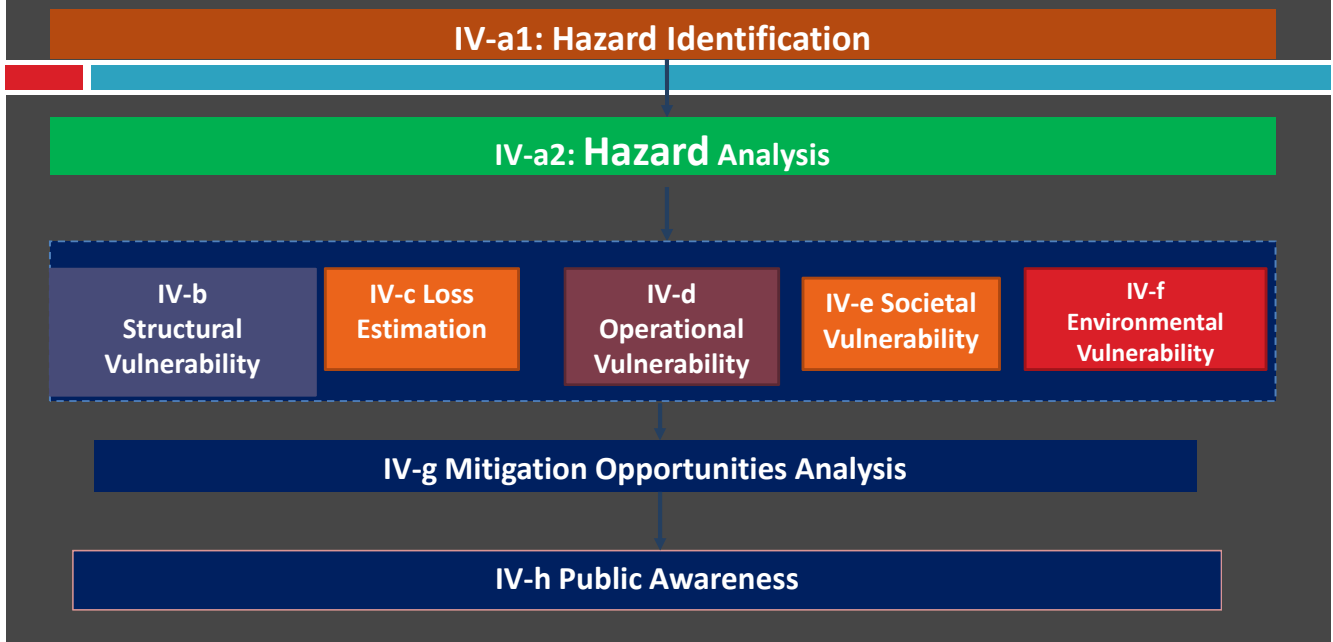 IV-a1: Hazard Identification
IV-a2: Hazard Analysis
IV-b
Structural
Vulnerability
IV-c Loss
Estimation
IV-d
Operational
Vulnerability
IV-e Societal
Vulnerability
IV-f
Environmental
Vulnerability
IV-g Mitigation Opportunities Analysis
IV-h Public Awareness